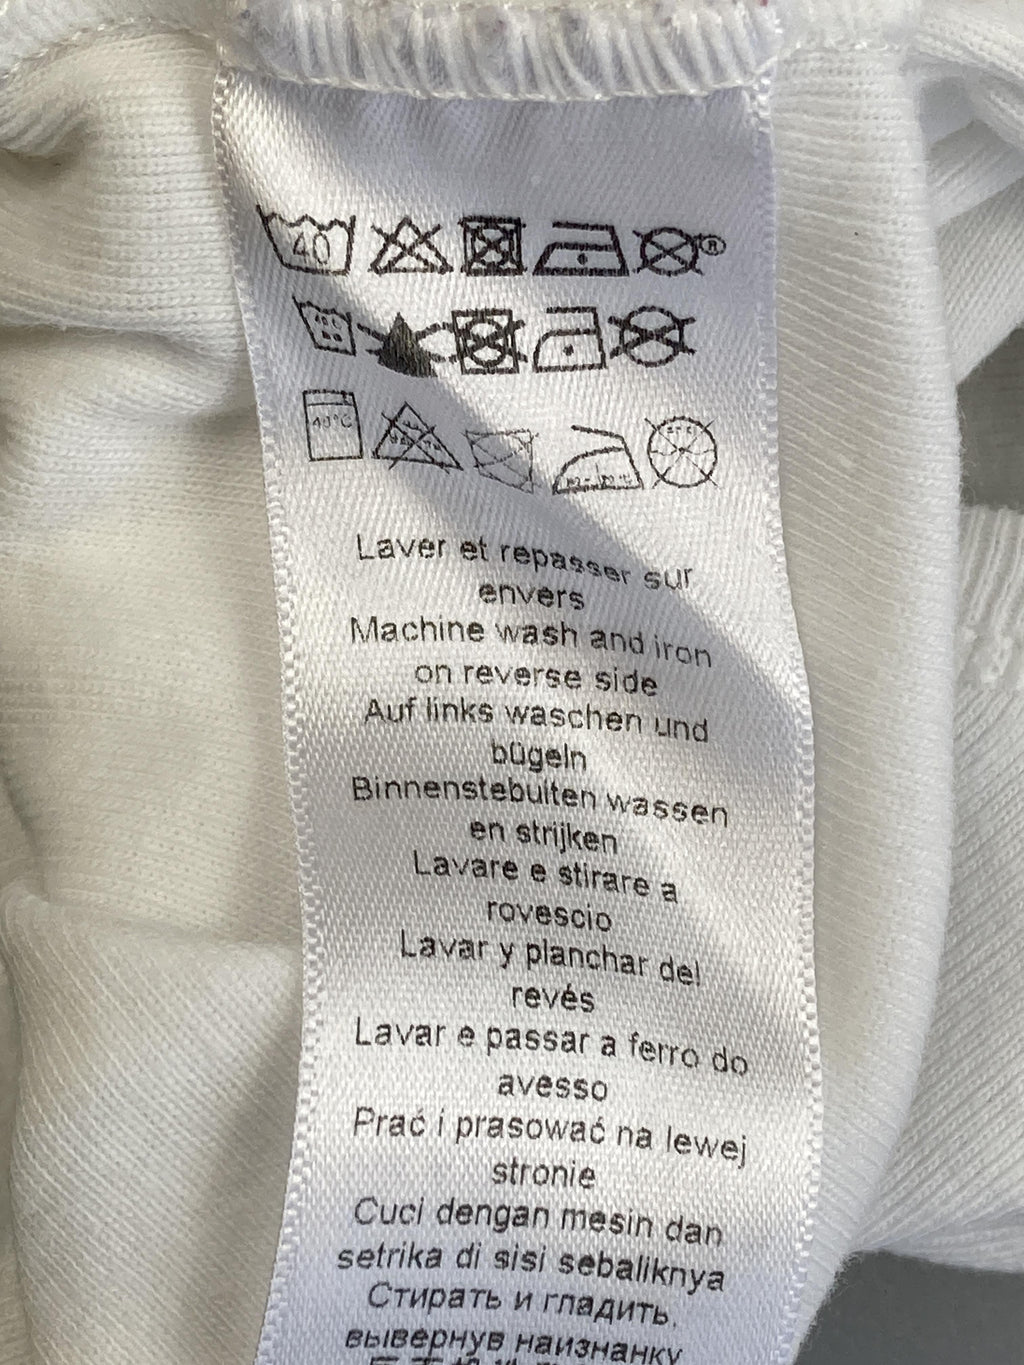 40
®
40°C
Laver et repasser sur
envers
Machine wash and iron
on reverse side
Auf links waschen und
bügeln
Binnenstebuiten wassen
en strijken
Lavare e stirare a
rovescio
Lavar y planchar del
revés
Lavar e passar a ferro do
avesso
Prać i prasować na lewej
stronie
Cuci dengan mesin dan
setrika di sisi sebaliknya
Стирать и гладить,
вывернув наизнанку